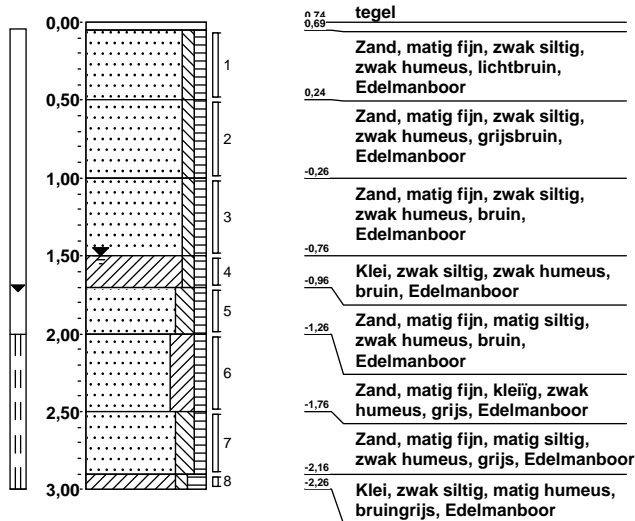 0,00
0,50
1,00
1,50
2,00
2,50
3,00
1
2
3
4
5
6
7
8
0,74
tegel
0,69
Zand, matig fijn, zwak siltig,
zwak humeus, lichtbruin,
Edelmanboor
0,24
Zand, matig fijn, zwak siltig,
zwak humeus, grijsbruin,
Edelmanboor
-0,26
Zand, matig fijn, zwak siltig,
zwak humeus, bruin,
Edelmanboor
-0,76
Klei, zwak siltig, zwak humeus,
bruin, Edelmanboor
-0,96
Zand, matig fijn, matig siltig,
zwak humeus, bruin,
Edelmanboor
-1,26
Zand, matig fijn, kleiïg, zwak
humeus, grijs, Edelmanboor
-1,76
Zand, matig fijn, matig siltig,
zwak humeus, grijs, Edelmanboor
-2,16
-2,26
Klei, zwak siltig, matig humeus,
bruingrijs, Edelmanboor